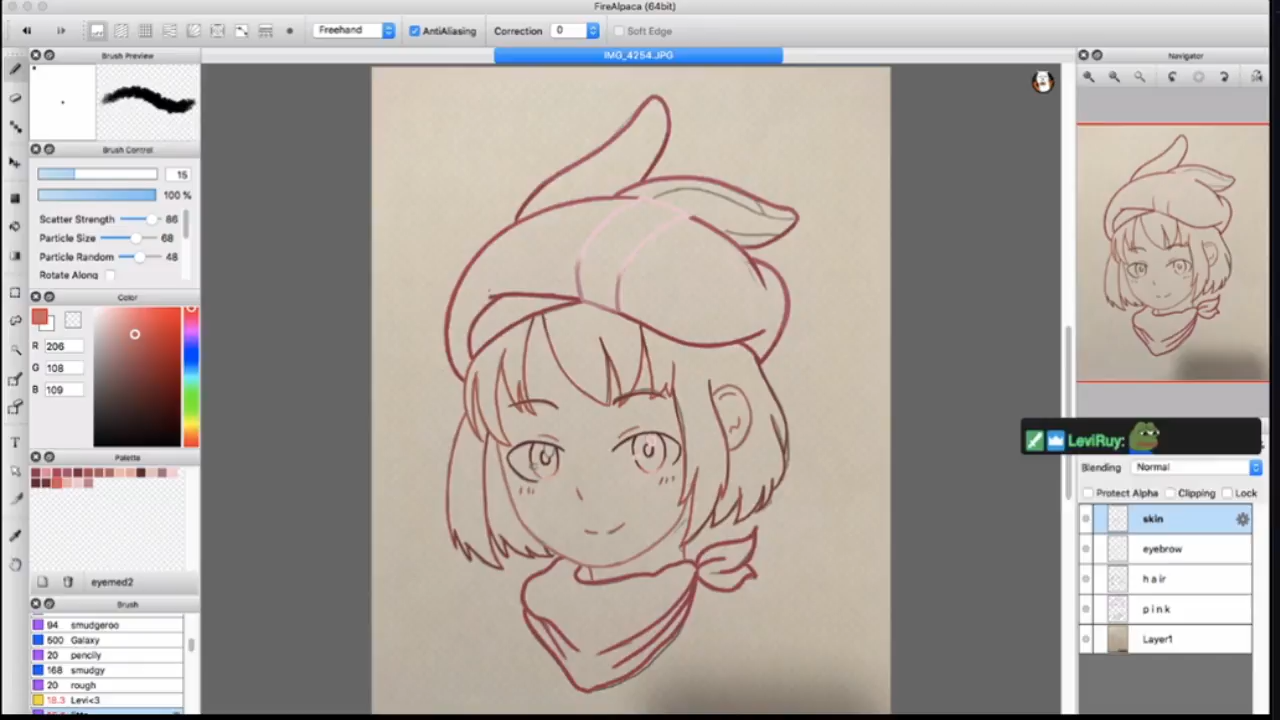 FireAlpaca (64bit)
Freehand AntiAliasing Correction 0 Soft Edge
Brush Preview
IMG_4254.JPG
Navigator
Brush Control
15
100 %
Scatter Strength 86
Particle Size 68
Particle Random 48
Rotate Along
Color
R 206
G 108
B 109
Palette
eyemed2
Brush
94 smudgeroo
500 Galaxy
20 pencily
168 smudgy
20 rough
18.3 Levi<3
LeviRuy:
Blending Normal
Protect Alpha Clipping Lock
skin
eyebrow
h a i r
p i n k
Layer1